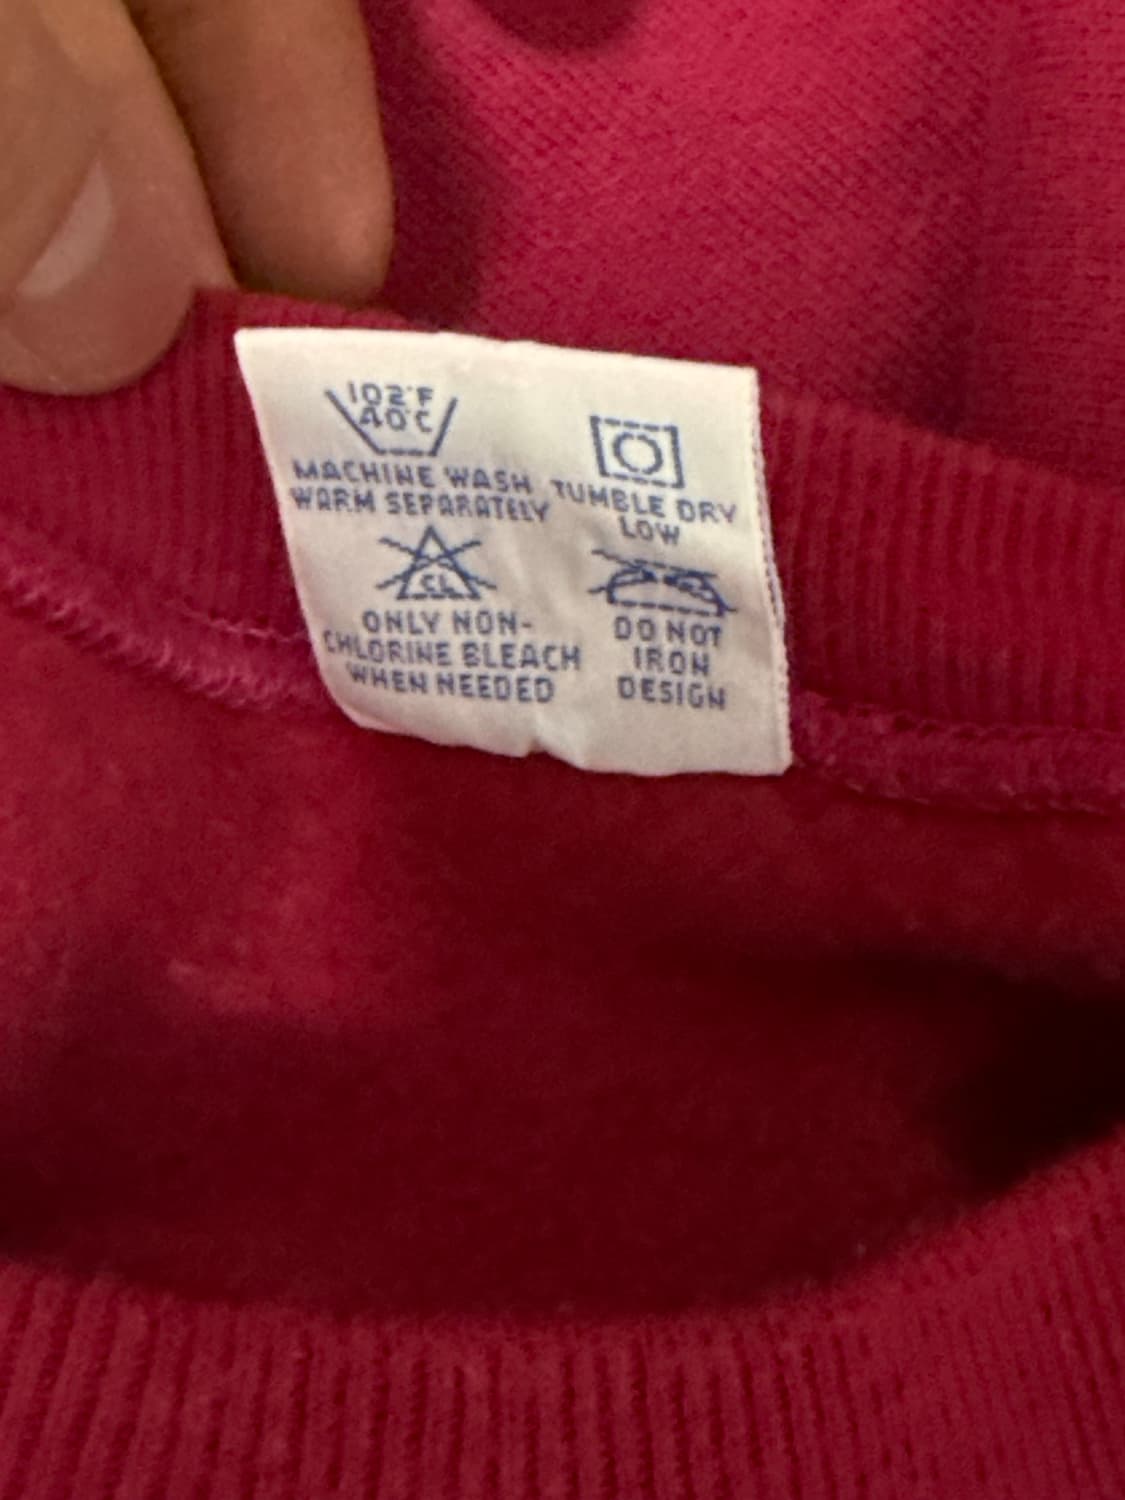 102°F
40°C
MACHINE WASH
WARM SEPARATELY
CL
ONLY NON-
CHLORINE BLEACH
WHEN NEEDED
TUMBLE DRY
LOW
DO NOT
IRON
DESIGN